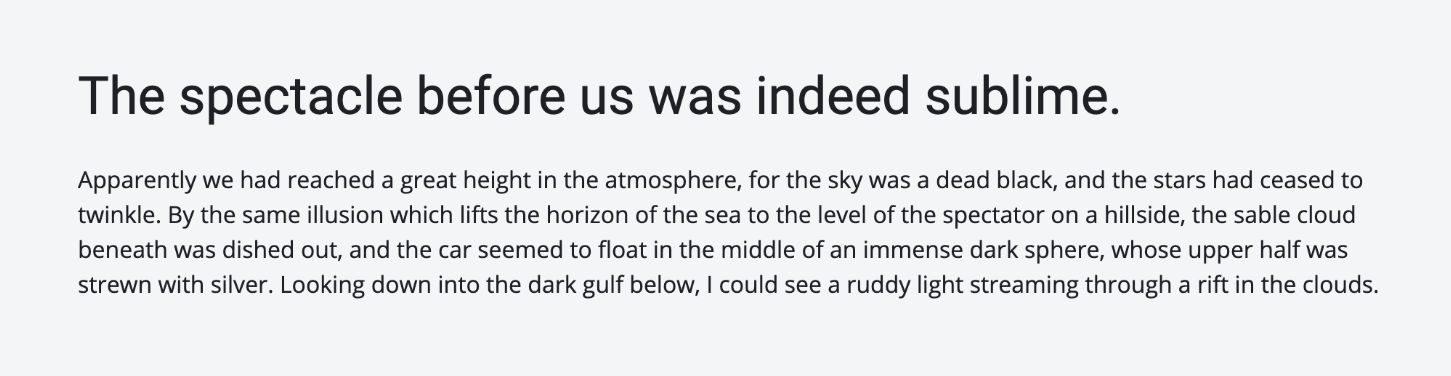 The spectacle before us was indeed sublime.
Apparently we had reached a great height in the atmosphere, for the sky was a dead black, and the stars had ceased to
twinkle. By the same illusion which lifts the horizon of the sea to the level of the spectator on a hillside, the sable cloud
beneath was dished out, and the car seemed to float in the middle of an immense dark sphere, whose upper half was
strewn with silver. Looking down into the dark gulf below, I could see a ruddy light streaming through a rift in the clouds.